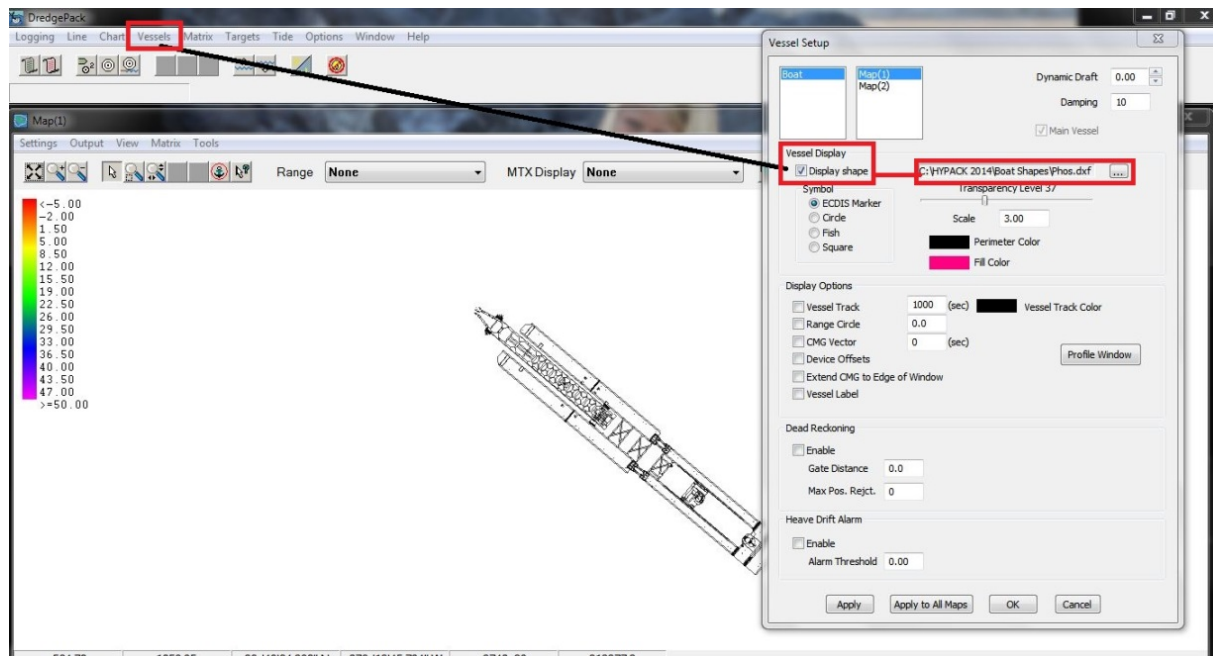 DredgePack
Logging Line Chart Vessels Matrix Targets Tide Options Window Help
Map(1)
Settings Output View Matrix Tools
Range None MTX Display None
<-5.00
-2.00
1.50
5.00
8.50
12.00
15.50
19.00
22.50
26.00
29.50
33.00
36.50
40.00
43.50
47.00
>=50.00
Vessel Setup
Boat
Map(1)
Map(2)
Dynamic Draft 0.00
Damping 10
Main Vessel
Vessel Display
Display shape C:\HYPACK 2014\Boat Shapes\Phos.dxf ...
Symbol
Transparency Level 37
ECDIS Marker
Circle
Fish
Square
Scale 3.00
Perimeter Color
Fill Color
Display Options
Vessel Track 1000 (sec) Vessel Track Color
Range Circle 0.0
CMG Vector 0 (sec)
Device Offsets
Profile Window
Extend CMG to Edge of Window
Vessel Label
Dead Reckoning
Enable
Gate Distance 0.0
Max Pos. Rejct. 0
Heave Drift Alarm
Enable
Alarm Threshold 0.00
Apply Apply to All Maps OK Cancel